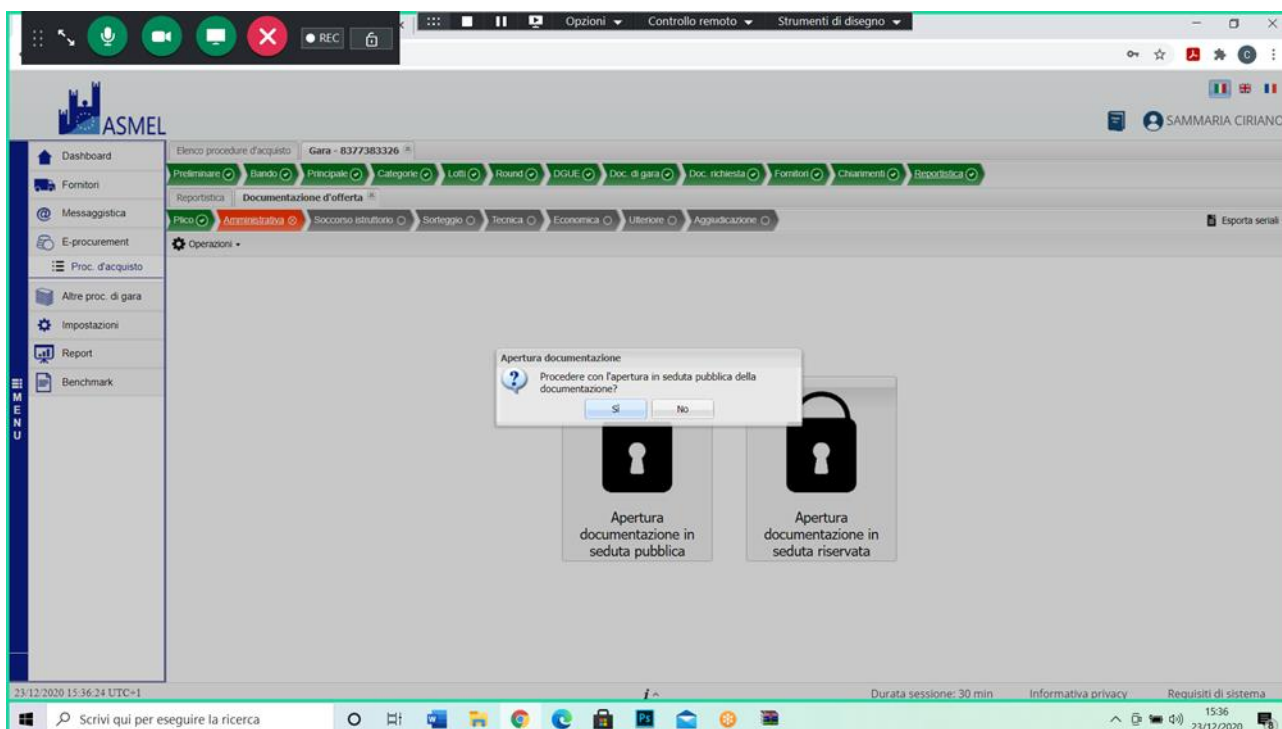 Opzioni Controllo remoto Strumenti di disegno
REC
ASMEL
SAMMARIA CIRIANO
Dashboard
Fornitori
Messaggistica
E-procurement
Proc. d'acquisto
Altre proc. di gara
Impostazioni
Report
Benchmark
MENU
Elenco procedure d'acquisto Gara - 8377383326
Preliminare Bando Principale Categorie Lotti Round DGUE Doc. di gara Doc. richiesta Fornitori Chiarimenti Reportistica
Reportistica Documentazione d'offerta
Plico Amministrativa Soccorso istruttorio Sorteggio Tecnica Economica Ulteriore Aggiudicazione Esporta seriali
Operazioni
Apertura documentazione
Procedere con l'apertura in seduta pubblica della
documentazione?
Sì No
Apertura
documentazione in
seduta pubblica
Apertura
documentazione in
seduta riservata
23/12/2020 15:36:24 UTC+1 i Durata sessione: 30 min Informativa privacy Requisiti di sistema
Scrivi qui per eseguire la ricerca
15:36
23/12/2020